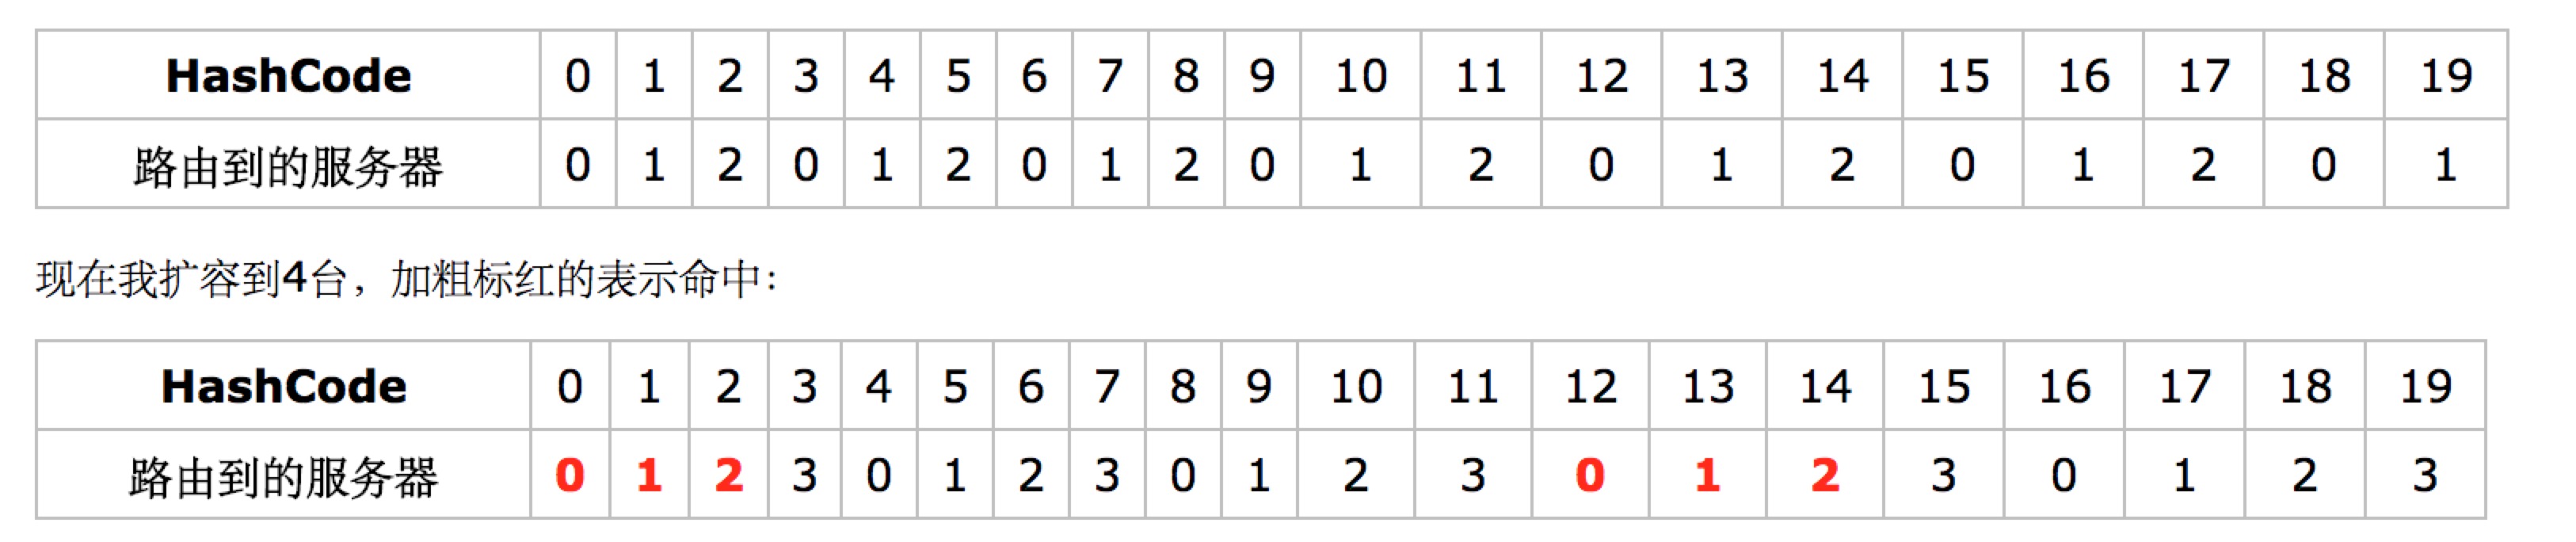 HashCode 0 1 2 3 4 5 6 7 8 9 10 11 12 13 14 15 16 17 18 19
路由到的服务器 0 1 2 0 1 2 0 1 2 0 1 2 0 1 2 0 1 2 0 1
现在我扩容到4台，加粗标红的表示命中：
HashCode 0 1 2 3 4 5 6 7 8 9 10 11 12 13 14 15 16 17 18 19
路由到的服务器 0 1 2 3 0 1 2 3 0 1 2 3 0 1 2 3 0 1 2 3